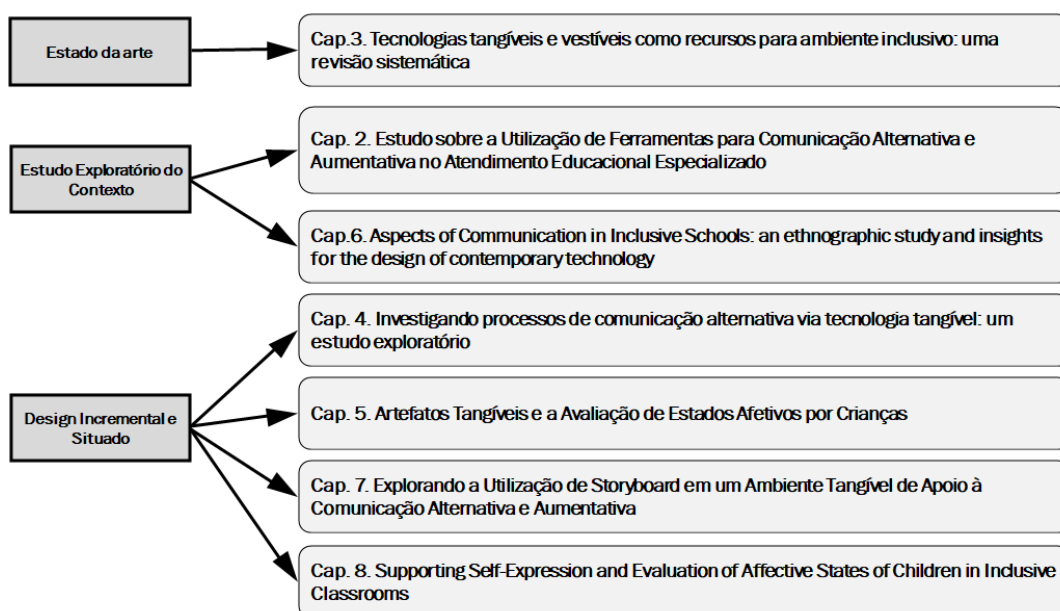 Estado da arte
Cap.3. Tecnologias tangíveis e vestíveis como recursos para ambiente inclusivo: uma
revisão sistemática
Estudo Exploratório do
Contexto
Cap. 2. Estudo sobre a Utilização de Ferramentas para Comunicação Alternativa e
Aumentativa no Atendimento Educacional Especializado
Cap.6. Aspects of Communication in Inclusive Schools: an ethnographic study and insights
for the design of contemporary technology
Design Incremental e
Situado
Cap. 4. Investigando processos de comunicação alternativa via tecnologia tangível: um
estudo exploratório
Cap. 5. Artefatos Tangíveis e a Avaliação de Estados Afetivos por Crianças
Cap. 7. Explorando a Utilização de Storyboard em um Ambiente Tangível de Apoio à
Comunicação Alternativa e Aumentativa
Cap. 8. Supporting Self-Expression and Evaluation of Affective States of Children in Inclusive
Classrooms